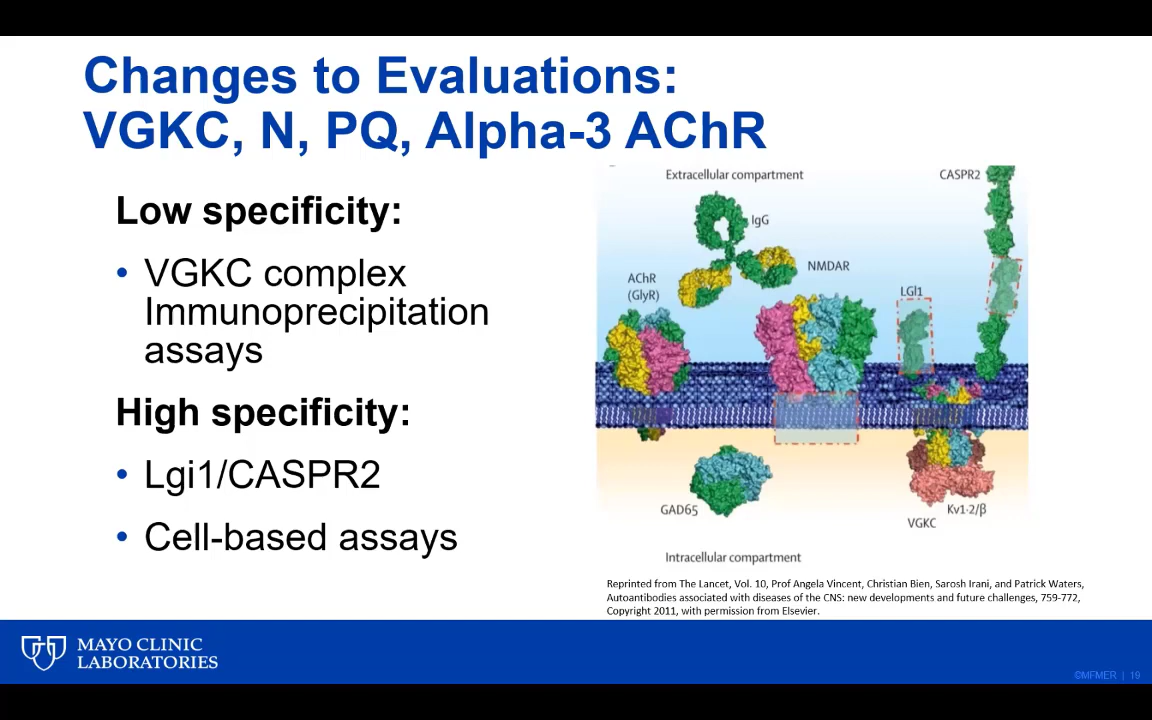 Changes to Evaluations:
VGKC, N, PQ, Alpha-3 AChR
Low specificity:
• VGKC complex
Immunoprecipitation
assays
High specificity:
• Lgi1/CASPR2
• Cell-based assays
Extracellular compartment
CASPR2
IgG
NMDAR
AChR
(GlyR)
LGl1
GAD65
Kv1·2/β
VGKC
Intracellular compartment
Reprinted from The Lancet, Vol. 10, Prof Angela Vincent, Christian Bien, Sarosh Irani, and Patrick Waters,
Autoantibodies associated with diseases of the CNS: new developments and future challenges, 759-772,
Copyright 2011, with permission from Elsevier.
MAYO CLINIC
LABORATORIES
©MFMER | 19